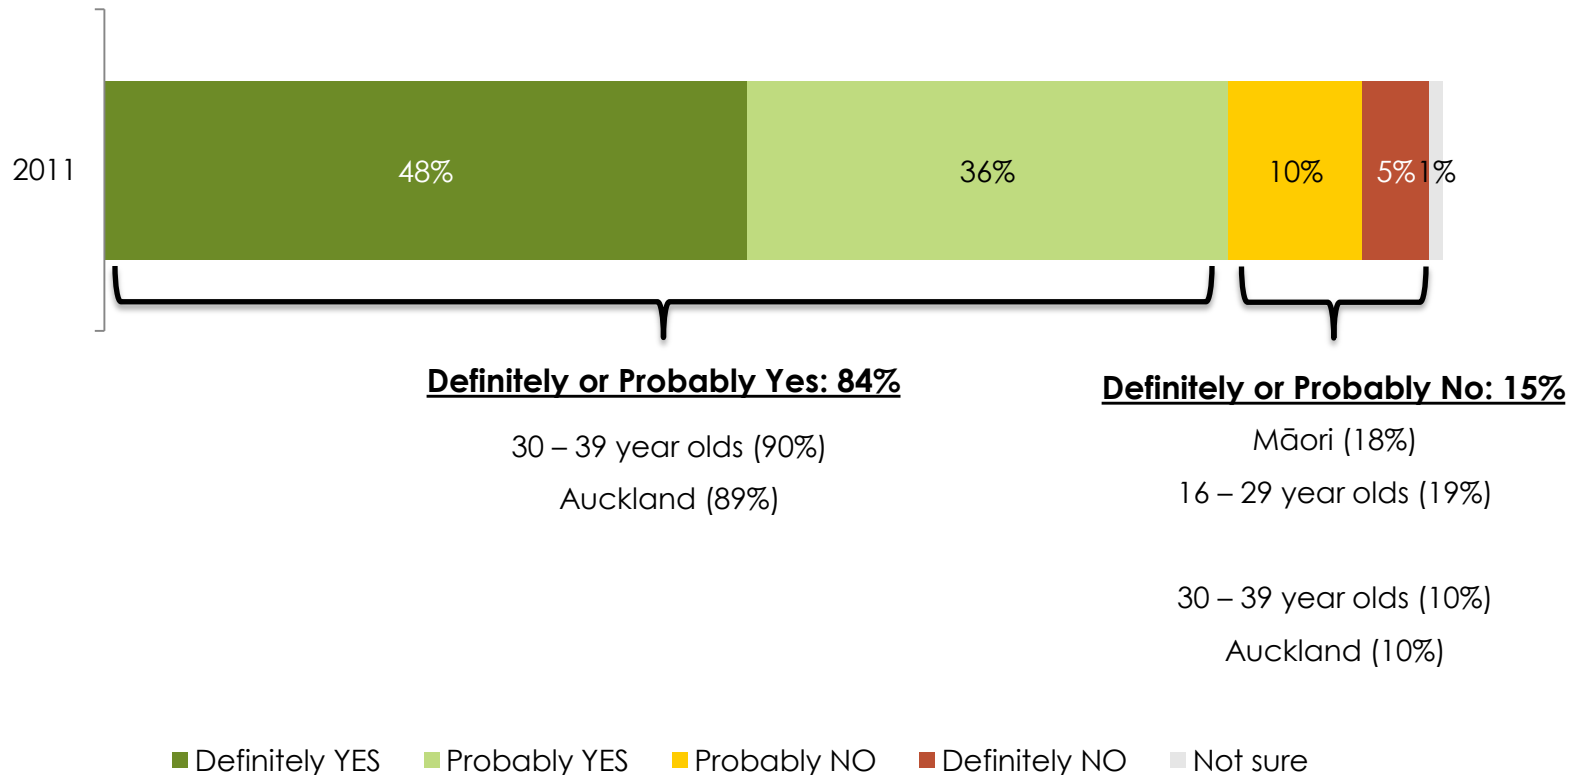 2011
48%
36%
10%
5%
1%
Definitely or Probably Yes: 84%
30 – 39 year olds (90%)
Auckland (89%)
Definitely or Probably No: 15%
Māori (18%)
16 – 29 year olds (19%)
30 – 39 year olds (10%)
Auckland (10%)
Definitely YES
Probably YES
Probably NO
Definitely NO
Not sure